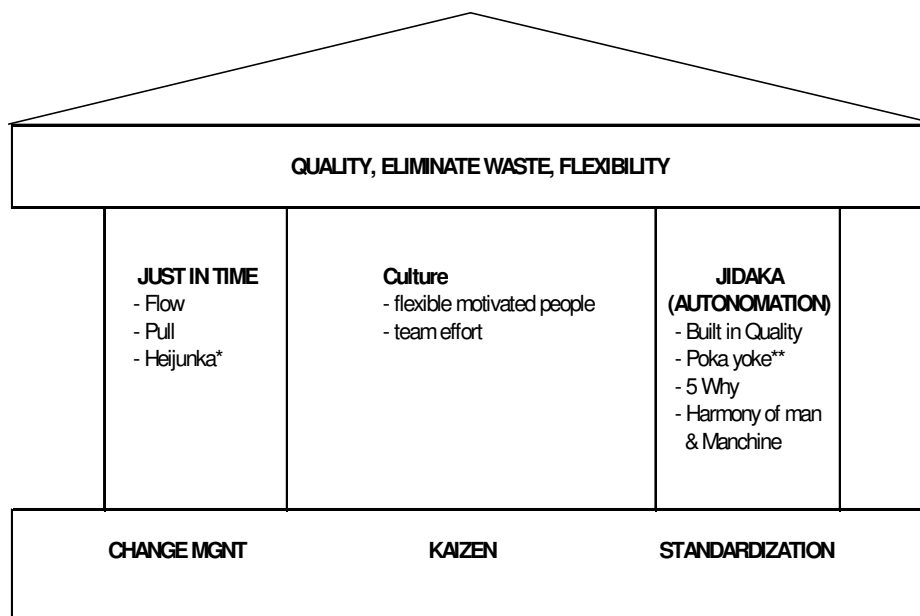 QUALITY, ELIMINATE WASTE, FLEXIBILITY
JUST IN TIME
- Flow
- Pull
- Heijunka*
Culture
- flexible motivated people
- team effort
JIDAKA
(AUTONOMATION)
- Built in Quality
- Poka yoke**
- 5 Why
- Harmony of man
& Manchine
CHANGE MGNT
KAIZEN
STANDARDIZATION